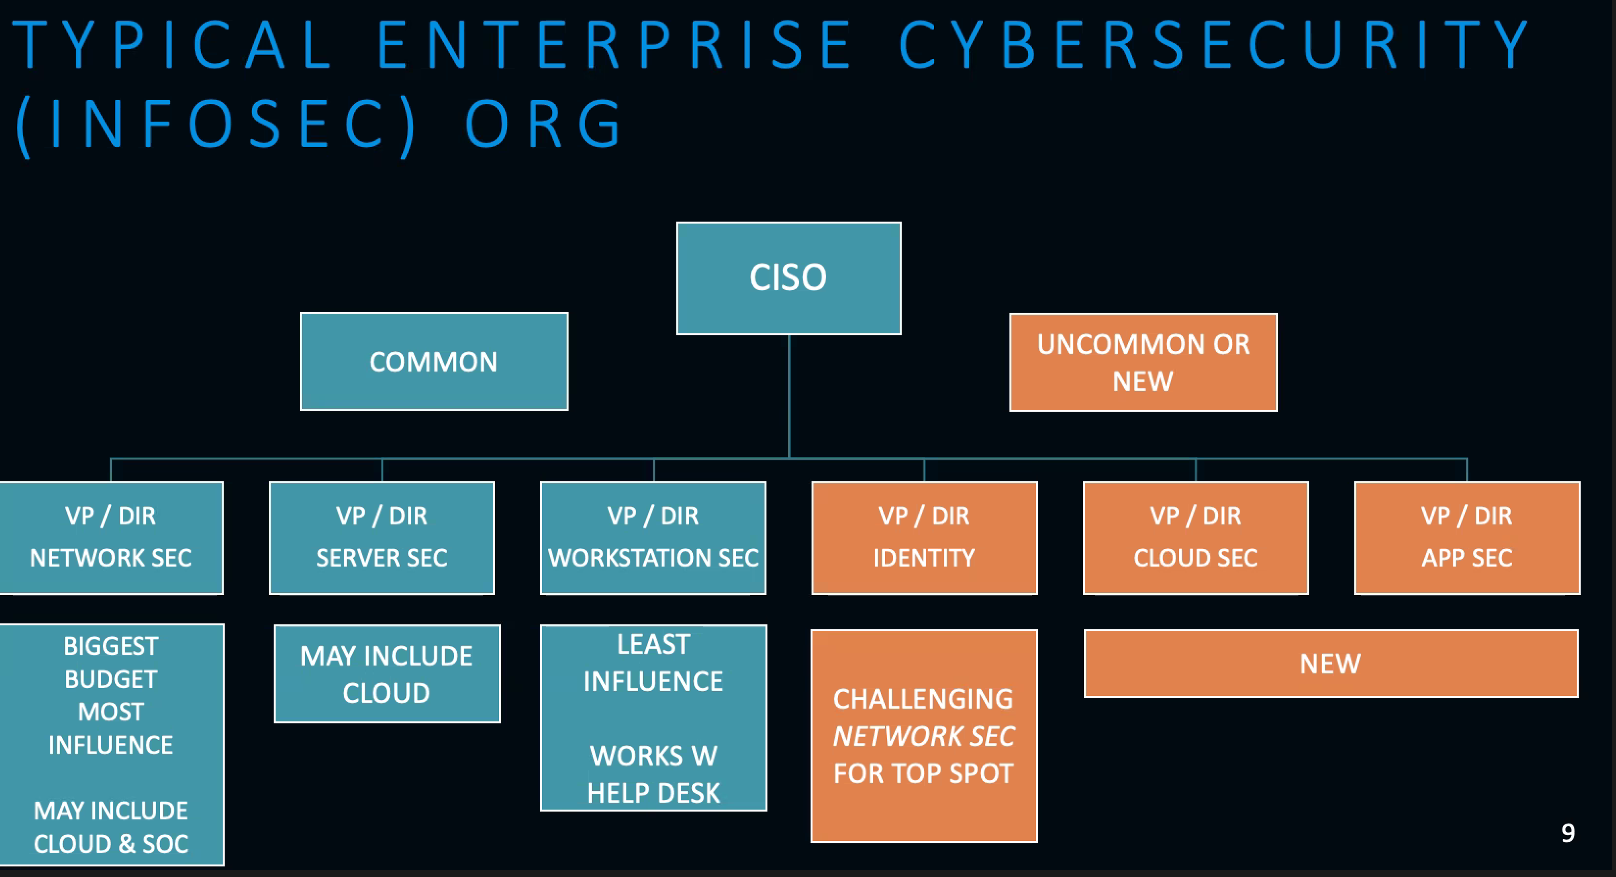 TYPICAL ENTERPRISE CYBERSECURITY
(INFOSEC) ORG
CISO
COMMON
UNCOMMON OR
NEW
VP / DIR
NETWORK SEC
VP / DIR
SERVER SEC
VP / DIR
WORKSTATION SEC
VP / DIR
IDENTITY
VP / DIR
CLOUD SEC
VP / DIR
APP SEC
BIGGEST
BUDGET
MOST
INFLUENCE
MAY INCLUDE
CLOUD & SOC
MAY INCLUDE
CLOUD
LEAST
INFLUENCE
WORKS W
HELP DESK
CHALLENGING
NETWORK SEC
FOR TOP SPOT
NEW
9